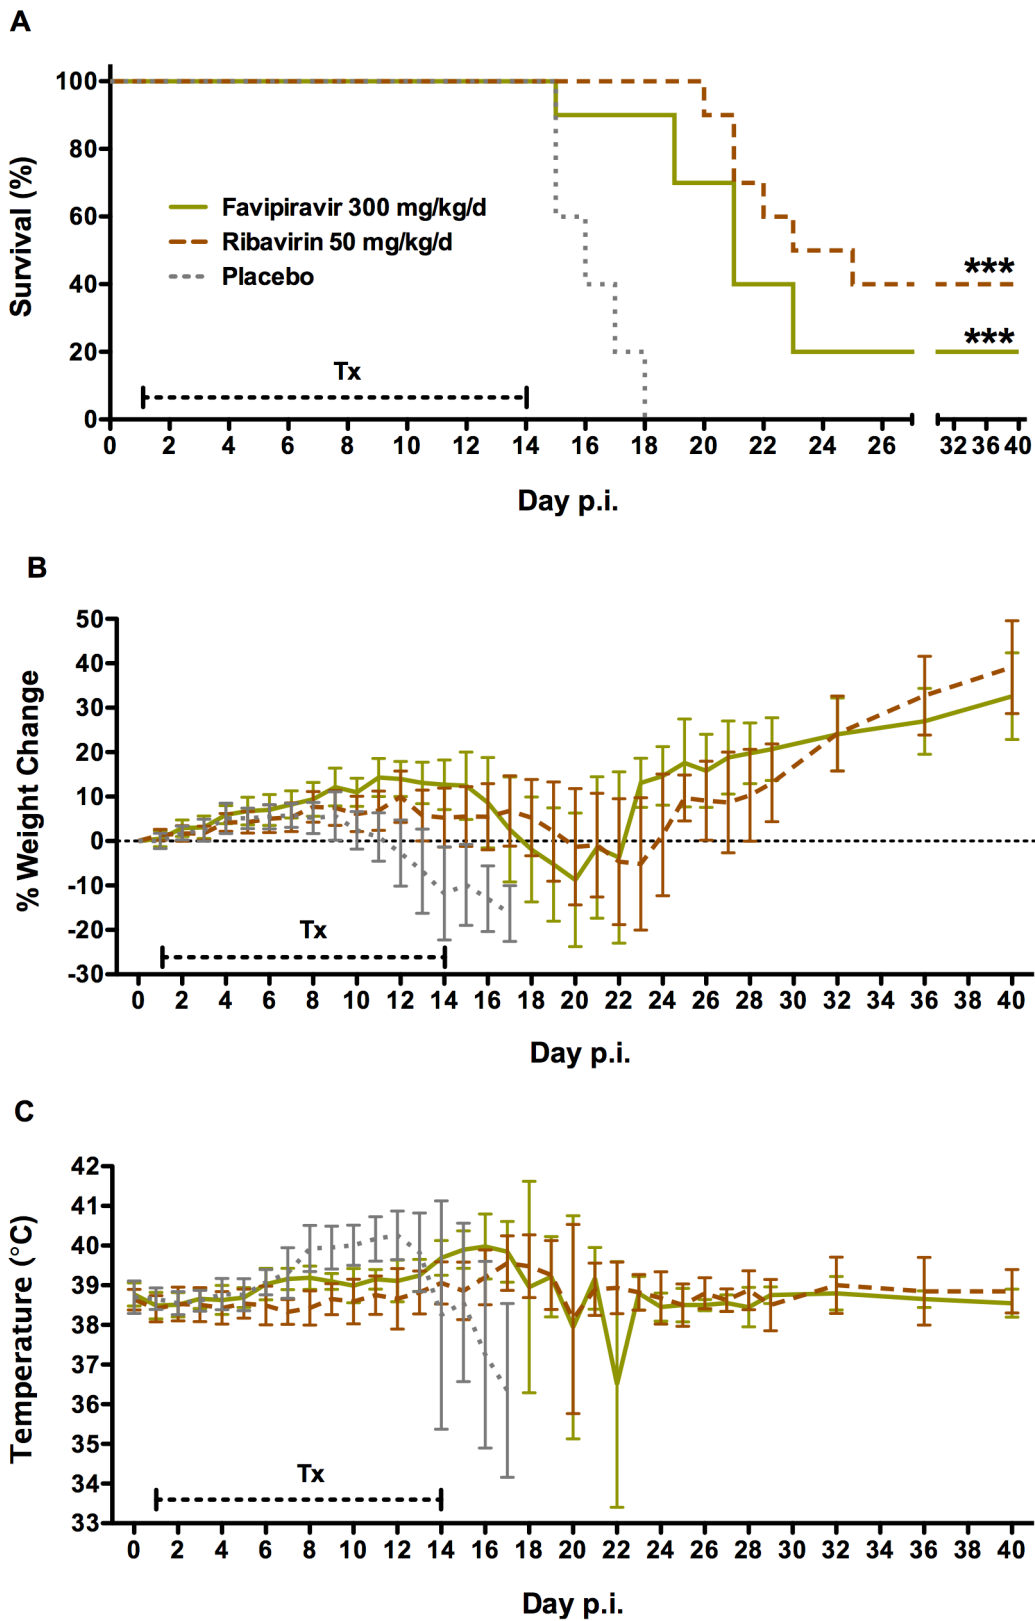 A
100
80
60
40
20
0
Survival (%)
Favipiravir 300 mg/kg/d
Ribavirin 50 mg/kg/d
Placebo
***
***
Tx
0 2 4 6 8 10 12 14 16 18 20 22 24 26 32 36 40
Day p.i.
B
50
40
30
20
10
0
-10
-20
-30
% Weight Change
Tx
0 2 4 6 8 10 12 14 16 18 20 22 24 26 28 30 32 34 36 38 40
Day p.i.
C
42
41
40
39
38
37
36
35
34
33
Temperature (°C)
Tx
0 2 4 6 8 10 12 14 16 18 20 22 24 26 28 30 32 34 36 38 40
Day p.i.